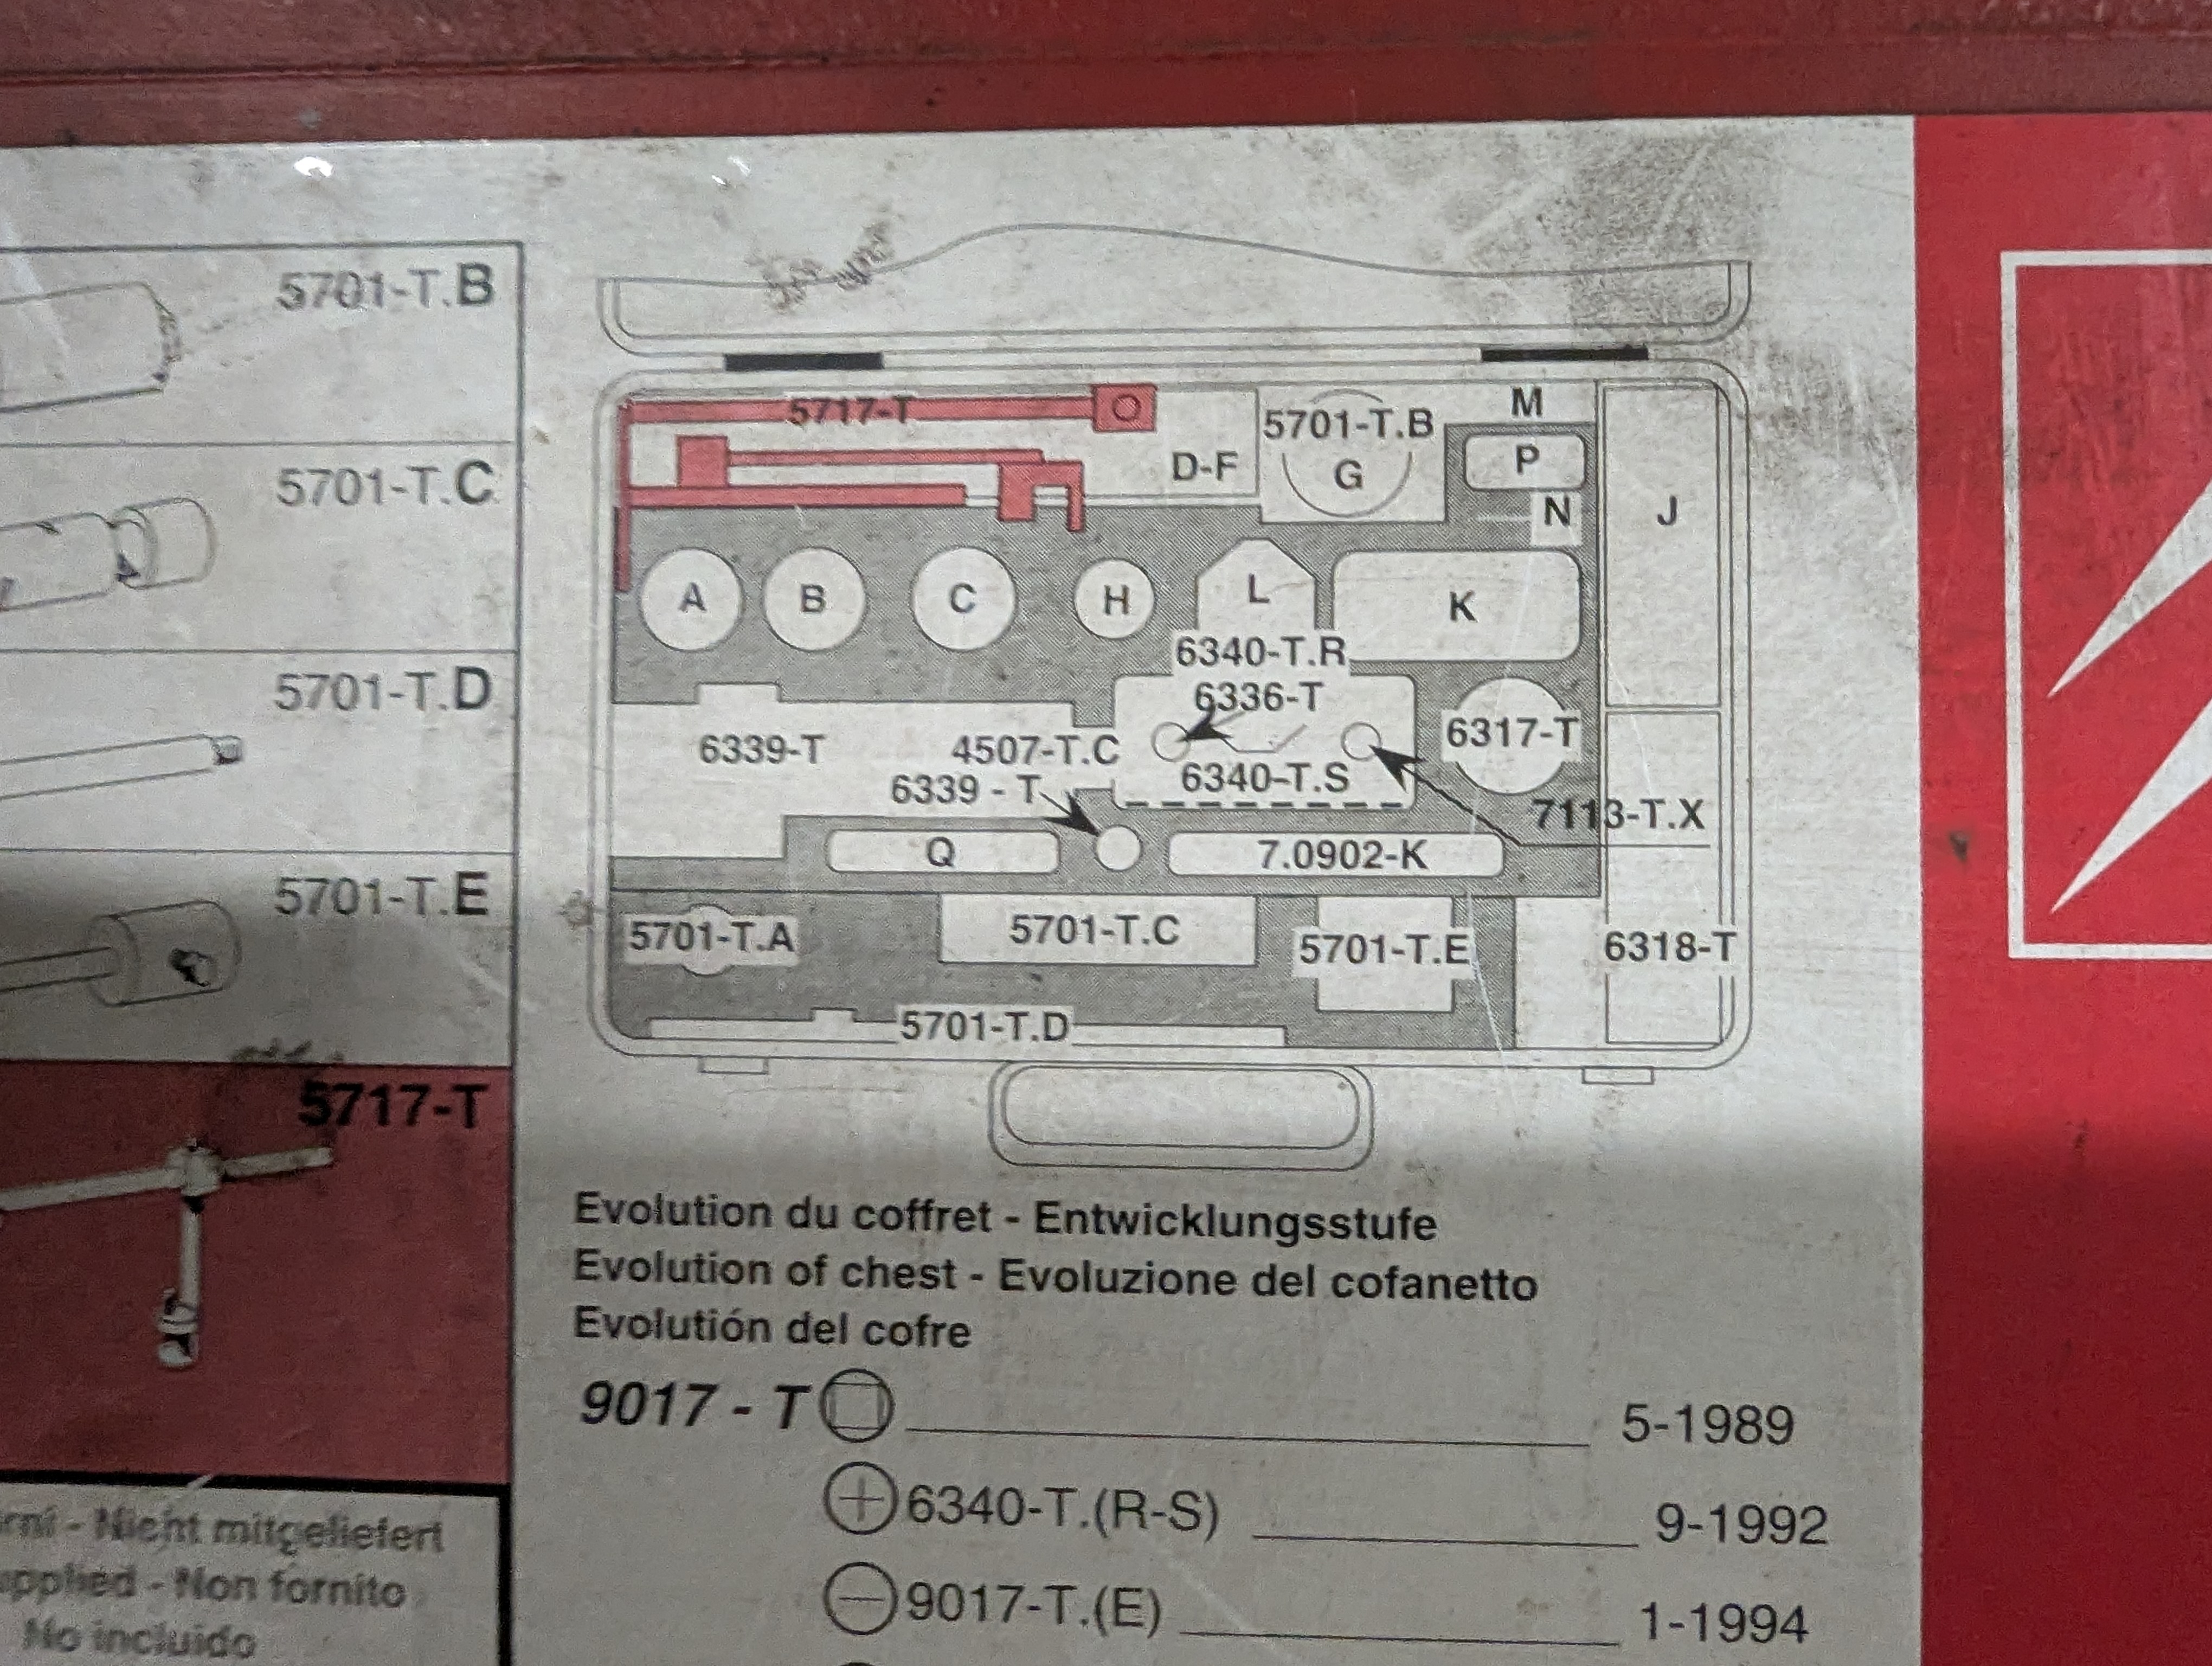 5701-T.B
5701-T.C
5701-T.D
5701-T.E
5717-T
- Nicht mitgeliefert
- Non fornito
No incluido
5717-T
D-F
5701-T.B
G
M
P
N
J
A
B
C
H
L
K
6340-T.R
6336-T
6339-T
4507-T.C
6317-T
6339 - T
6340-T.S
7113-T.X
Q
7.0902-K
5701-T.A
5701-T.C
5701-T.E
6318-T
5701-T.D
Evolution du coffret - Entwicklungsstufe
Evolution of chest - Evoluzione del cofanetto
Evolutión del cofre
9017 - T 5-1989
6340-T.(R-S) 9-1992
9017-T.(E) 1-1994